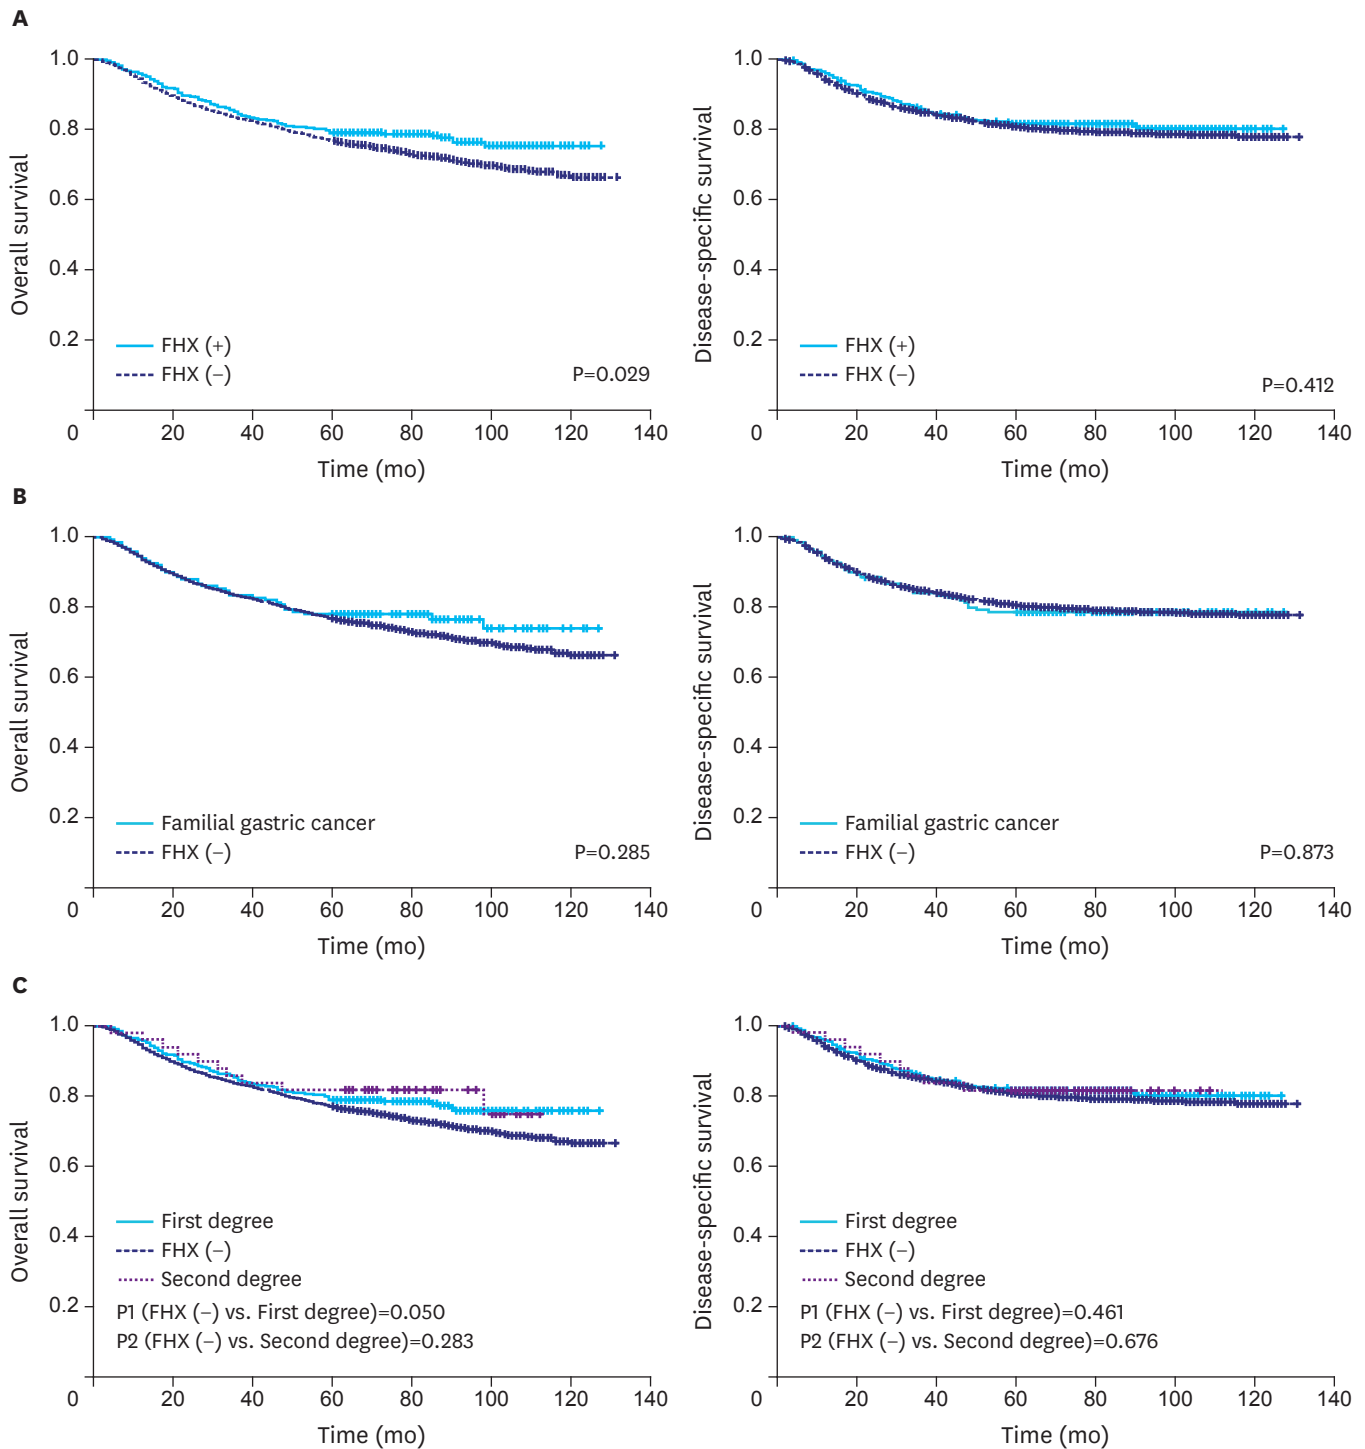 A
1.0
0.8
0.6
0.4
0.2
Overall survival
FHX (+)
FHX (−)
P=0.029
0 20 40 60 80 100 120 140
Time (mo)
1.0
0.8
0.6
0.4
0.2
Disease-specific survival
FHX (+)
FHX (−)
P=0.412
0 20 40 60 80 100 120 140
Time (mo)
B
1.0
0.8
0.6
0.4
0.2
Overall survival
Familial gastric cancer
FHX (−)
P=0.285
0 20 40 60 80 100 120 140
Time (mo)
1.0
0.8
0.6
0.4
0.2
Disease-specific survival
Familial gastric cancer
FHX (−)
P=0.873
0 20 40 60 80 100 120 140
Time (mo)
C
1.0
0.8
0.6
0.4
0.2
Overall survival
First degree
FHX (−)
Second degree
P1 (FHX (−) vs. First degree)=0.050
P2 (FHX (−) vs. Second degree)=0.283
0 20 40 60 80 100 120 140
Time (mo)
1.0
0.8
0.6
0.4
0.2
Disease-specific survival
First degree
FHX (−)
Second degree
P1 (FHX (−) vs. First degree)=0.461
P2 (FHX (−) vs. Second degree)=0.676
0 20 40 60 80 100 120 140
Time (mo)